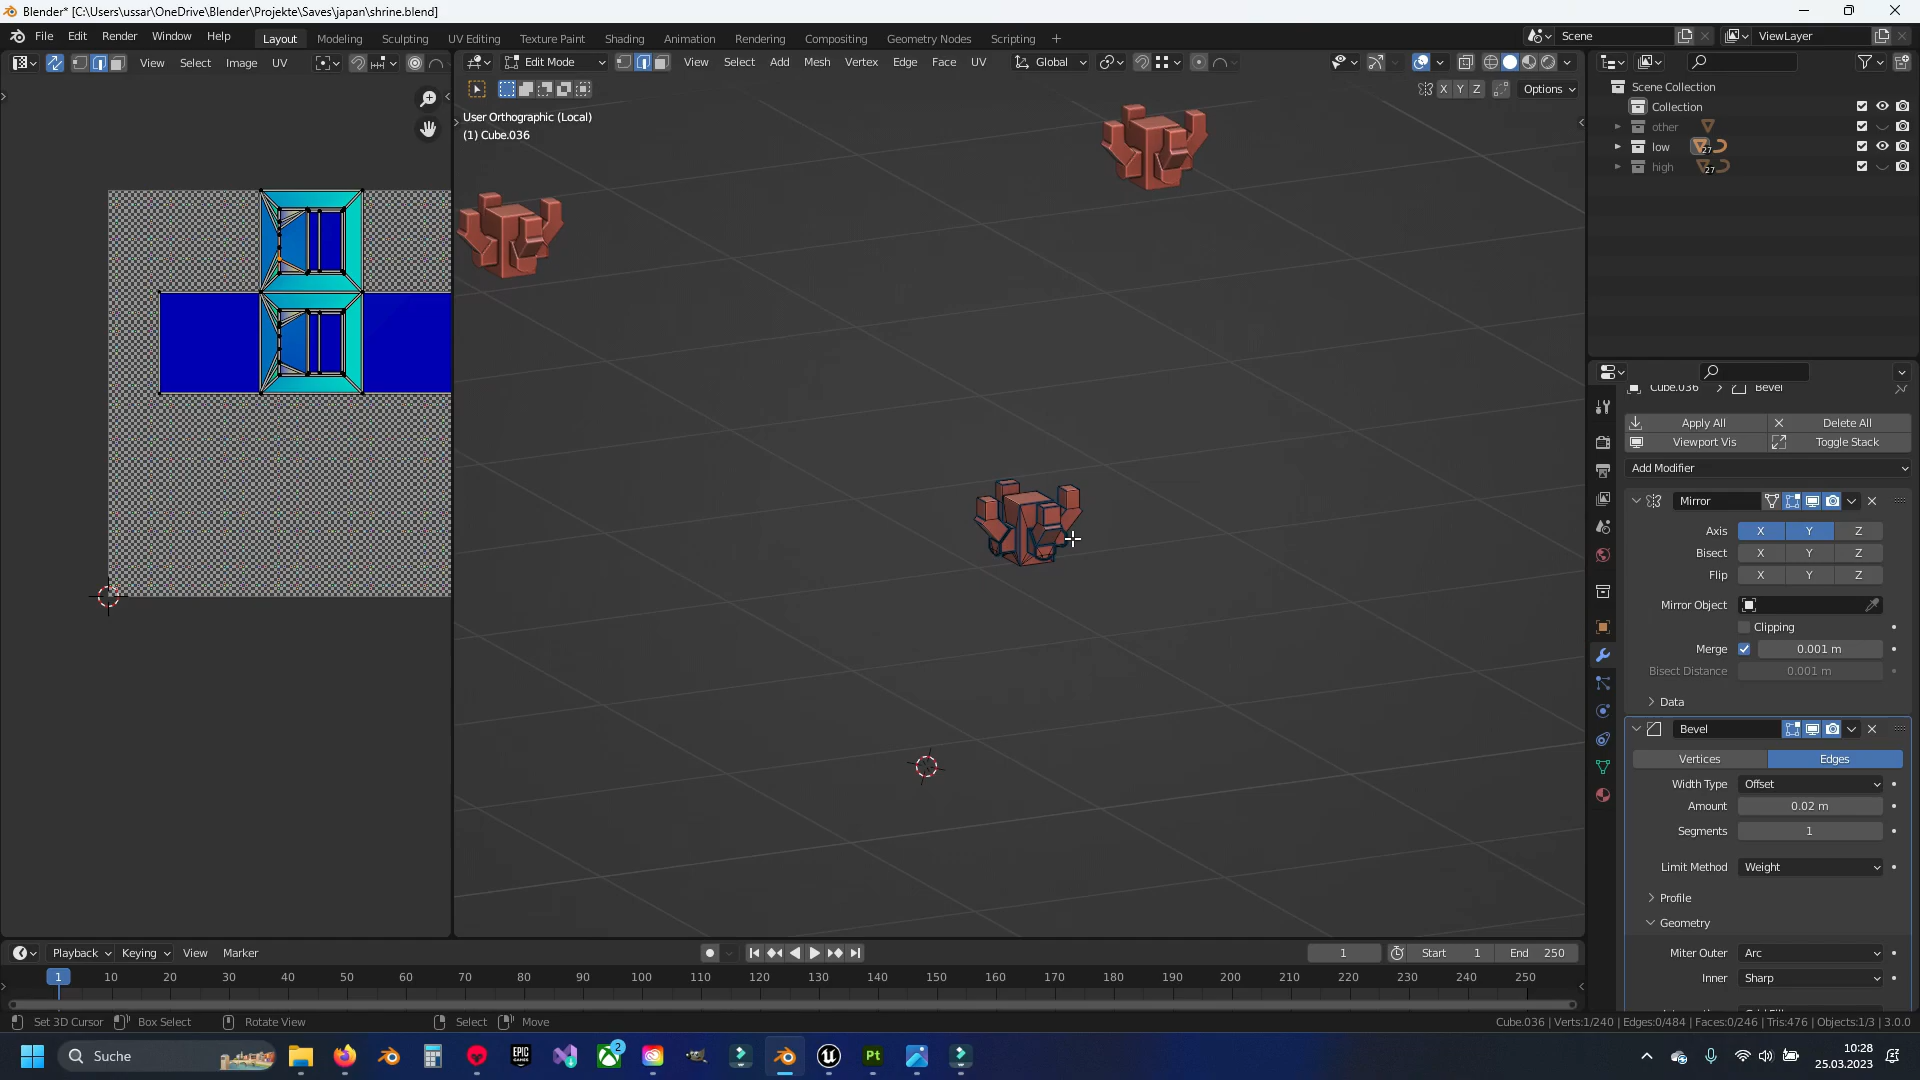 Blender* [C:\Users\ussar\OneDrive\Blender\Projekte\Saves\japan\shrine.blend]
File Edit Render Window Help
Layout Modeling Sculpting UV Editing Texture Paint Shading Animation Rendering Compositing Geometry Nodes Scripting +
Scene
ViewLayer
View Select Image UV
Edit Mode
View Select Add Mesh Vertex Edge Face UV
Global
X Y Z
Options
User Orthographic (Local)
(1) Cube.036
Scene Collection
Collection
other
low 27
high 27
Cube.036 > Bevel
Apply All
Delete All
Viewport Vis
Toggle Stack
Add Modifier
Mirror
Axis X Y Z
Bisect X Y Z
Flip X Y Z
Mirror Object
Clipping
Merge 0.001 m
Bisect Distance 0.001 m
Data
Bevel
Vertices Edges
Width Type Offset
Amount 0.02 m
Segments 1
Limit Method Weight
Profile
Geometry
Miter Outer Arc
Inner Sharp
Playback Keying View Marker
1
Start 1
End 250
1 10 20 30 40 50 60 70 80 90 100 110 120 130 140 150 160 170 180 190 200 210 220 230 240 250
Set 3D Cursor Box Select Rotate View Select Move
Cube.036 | Verts:1/240 | Edges:0/484 | Faces:0/246 | Tris:476 | Objects:1/3 | 3.0.0
Suche
EPIC GAMES
2
Pt
10:28
25.03.2023